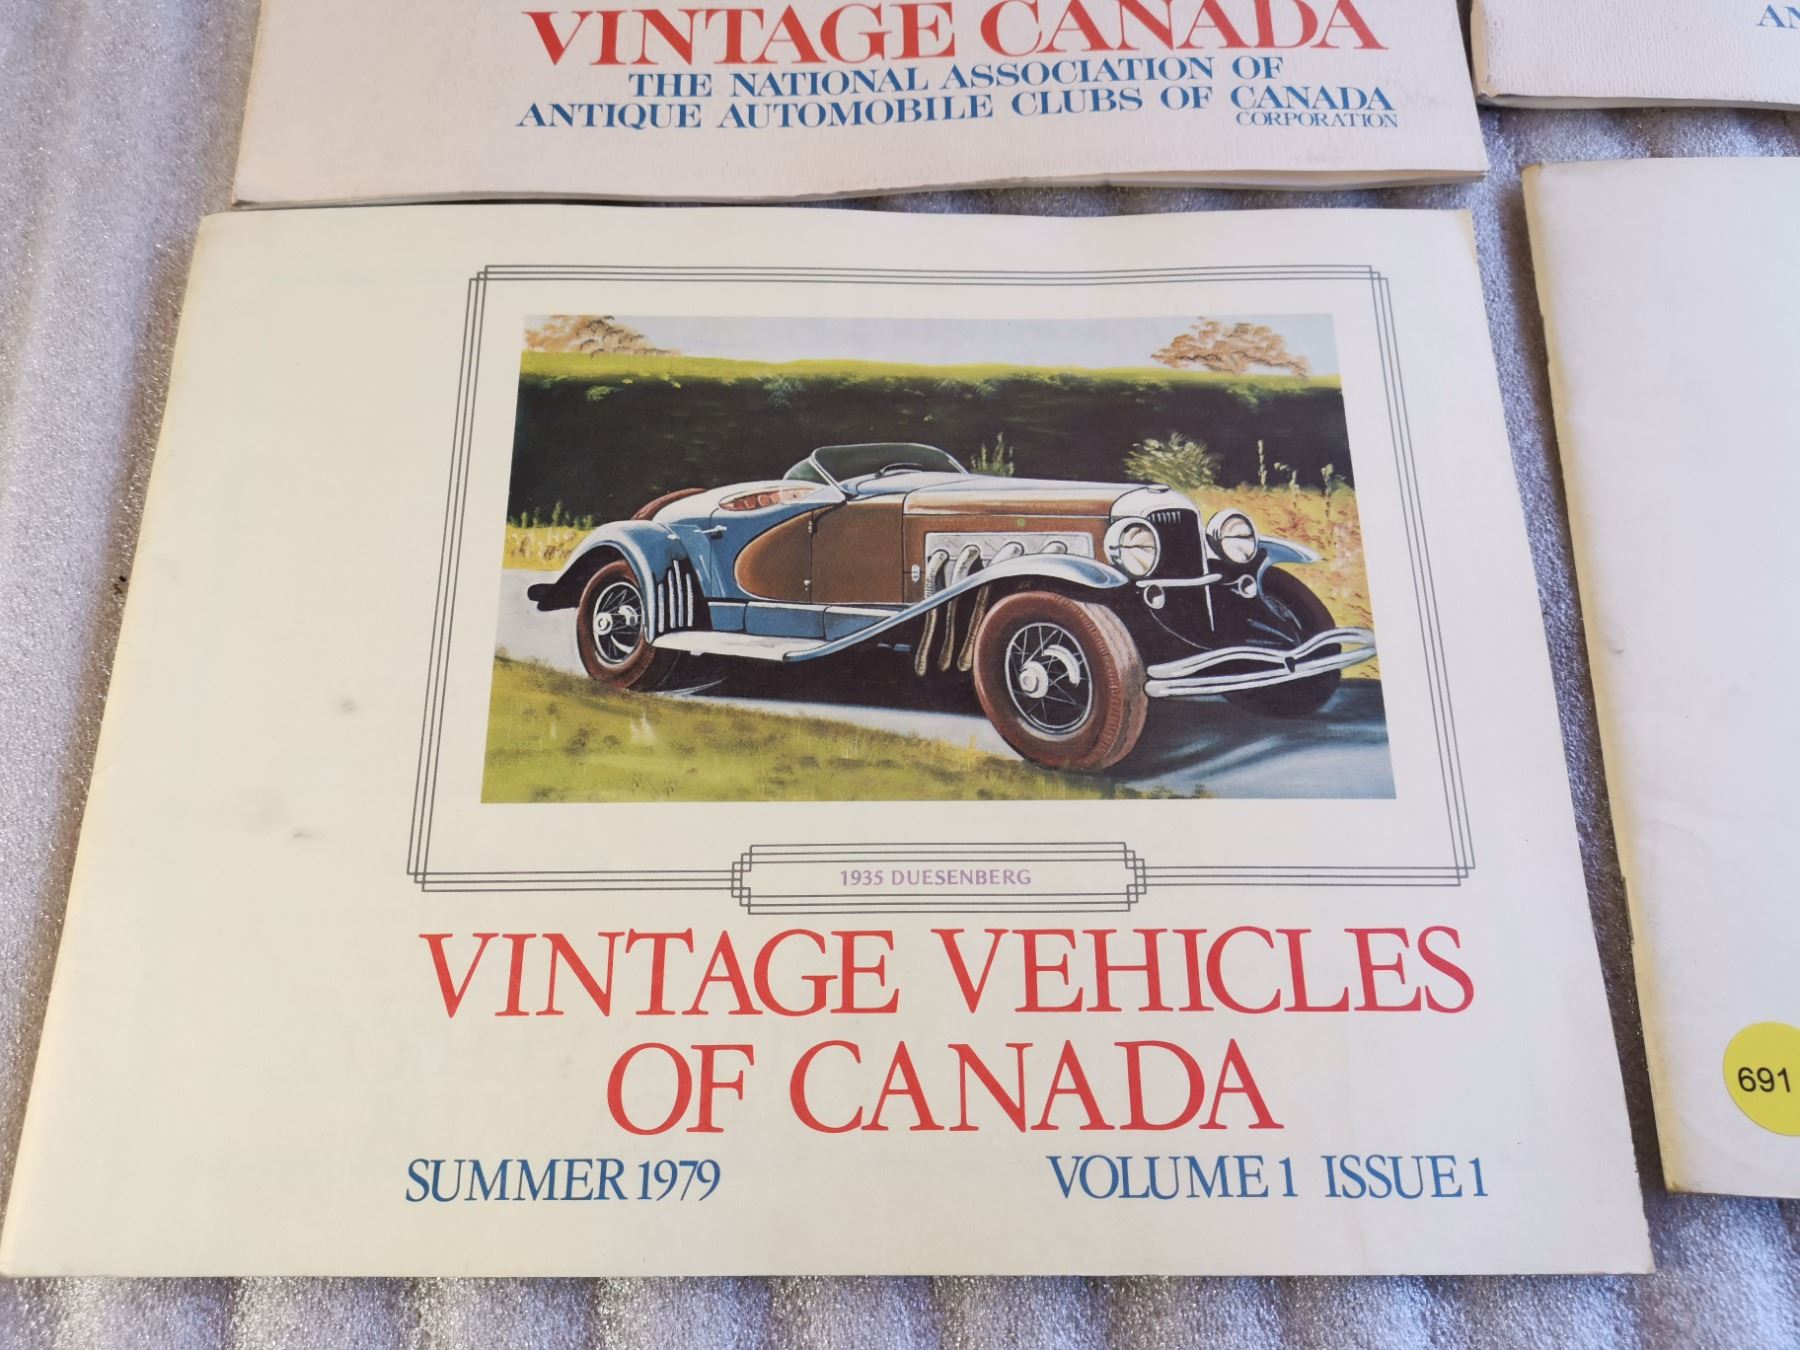 VINTAGE CANADA
THE NATIONAL ASSOCIATION OF
ANTIQUE AUTOMOBILE CLUBS OF CANADA
CORPORATION
AN
1935 DUESENBERG
VINTAGE VEHICLES
OF CANADA
SUMMER 1979 VOLUME 1 ISSUE 1
691